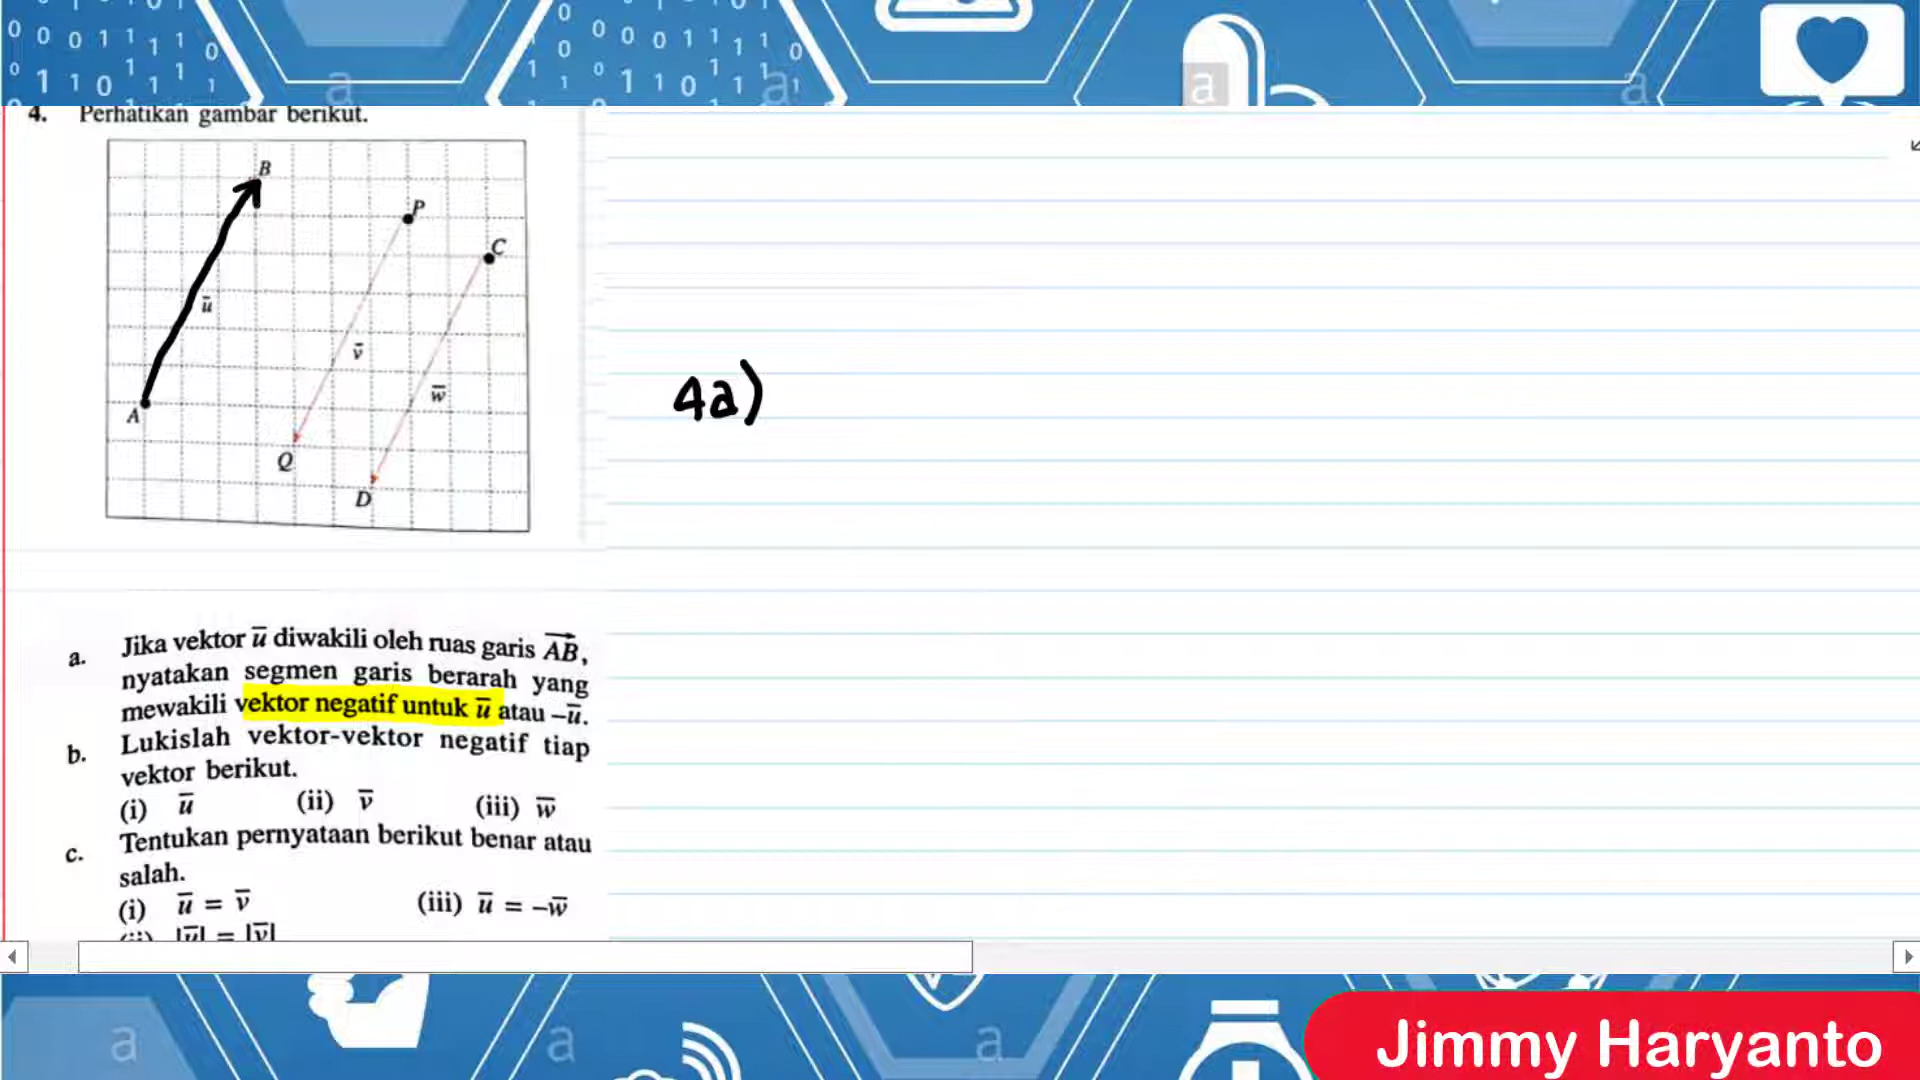 4. Perhatikan gambar berikut.
B
P
C
u̅
v̅
w̅
A
Q
D
4a)
a. Jika vektor u̅ diwakili oleh ruas garis A͞B⃗,
nyatakan segmen garis berarah yang
mewakili vektor negatif untuk u̅ atau –u̅.
b. Lukislah vektor-vektor negatif tiap
vektor berikut.
(i) u̅ (ii) v̅ (iii) w̅
c. Tentukan pernyataan berikut benar atau
salah.
(i) u̅ = v̅ (iii) u̅ = –w̅
(ii) |u̅| = |v̅|
Jimmy Haryanto